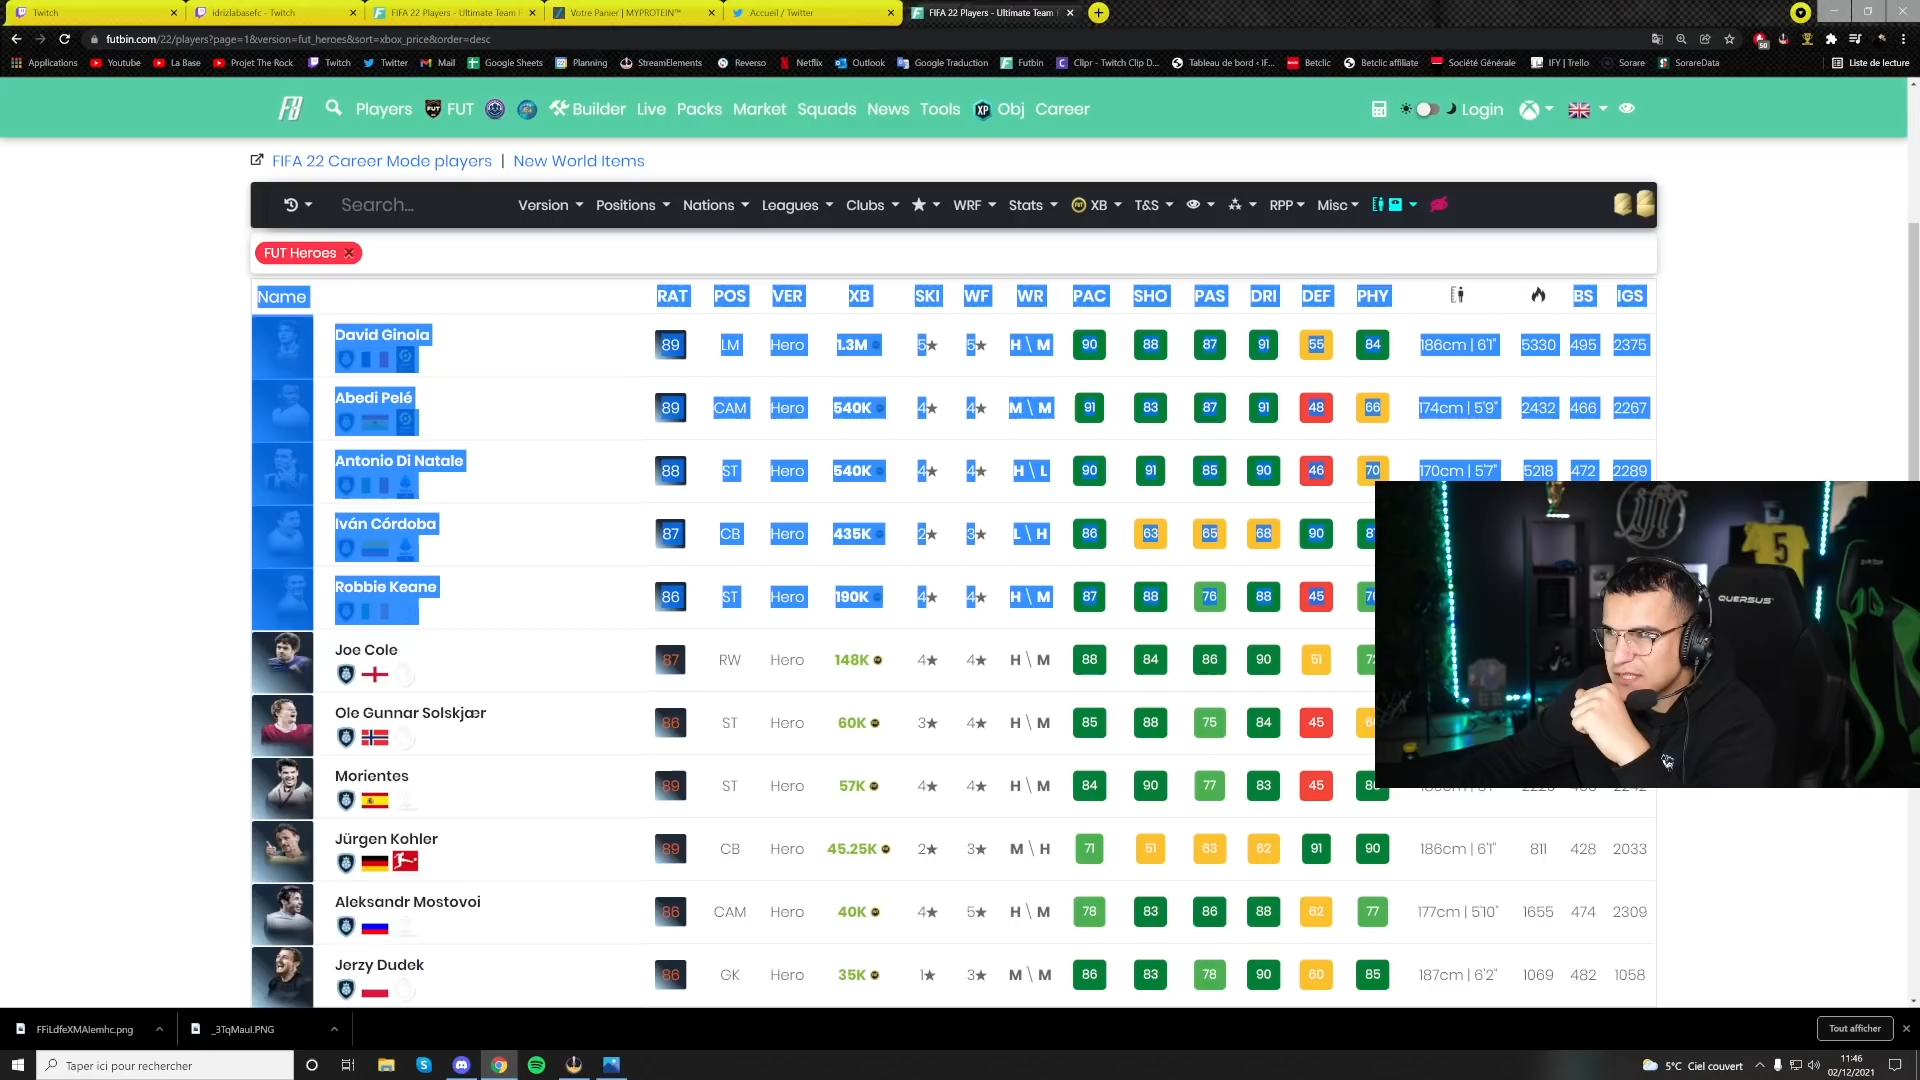 Twitch
idrizlabasefc - Twitch
FIFA 22 Players - Ultimate Team
Votre Panier | MYPROTEIN™
Accueil / Twitter
FIFA 22 Players - Ultimate Team
futbin.com/22/players?page=1&version=fut_heroes&sort=xbox_price&order=desc
50
Applications Youtube La Base Projet The Rock Twitch Twitter Mail Google Sheets Planning StreamElements Reverso Netflix Outlook Google Traduction Futbin Clipr - Twitch Clip D... Tableau de bord ‹ IF... Betclic Betclic affiliate Société Générale IFY | Trello Sorare SorareData Liste de lecture
Players FUT Builder Live Packs Market Squads News Tools XP Obj Career Login
FIFA 22 Career Mode players | New World Items
Search... Version Positions Nations Leagues Clubs WRF Stats XB T&S RPP Misc
FUT Heroes
Name RAT POS VER XB SKI WF WR PAC SHO PAS DRI DEF PHY BS IGS
David Ginola 89 LM Hero 1.3M 5★ 5★ H \ M 90 88 87 91 55 84 186cm | 6'1" 5330 495 2375
Abedi Pelé 89 CAM Hero 540K 4★ 4★ M \ M 91 83 87 91 48 66 174cm | 5'9" 2432 466 2267
Antonio Di Natale 88 ST Hero 540K 4★ 4★ H \ L 90 91 85 90 46 70 170cm | 5'7" 5218 472 2289
Iván Córdoba 87 CB Hero 435K 2★ 3★ L \ H 86 63 65 68 90
Robbie Keane 86 ST Hero 190K 4★ 4★ H \ M 87 88 76 88 45
Joe Cole 87 RW Hero 148K 4★ 4★ H \ M 88 84 86 90 51
Ole Gunnar Solskjær 86 ST Hero 60K 3★ 4★ H \ M 85 88 75 84 45
Morientes 89 ST Hero 57K 4★ 4★ H \ M 84 90 77 83 45
Jürgen Kohler 89 CB Hero 45.25K 2★ 3★ M \ H 71 51 63 62 91 90 186cm | 6'1" 811 428 2033
Aleksandr Mostovoi 86 CAM Hero 40K 4★ 5★ H \ M 78 83 86 88 62 77 177cm | 5'10" 1655 474 2309
Jerzy Dudek 86 GK Hero 35K 1★ 3★ M \ M 86 83 78 90 60 85 187cm | 6'2" 1069 482 1058
QUERSUS
5
FFiLdfeXMAIemhc.png
_3TqMauI.PNG
Tout afficher
Taper ici pour rechercher
5°C Ciel couvert
11:46
02/12/2021